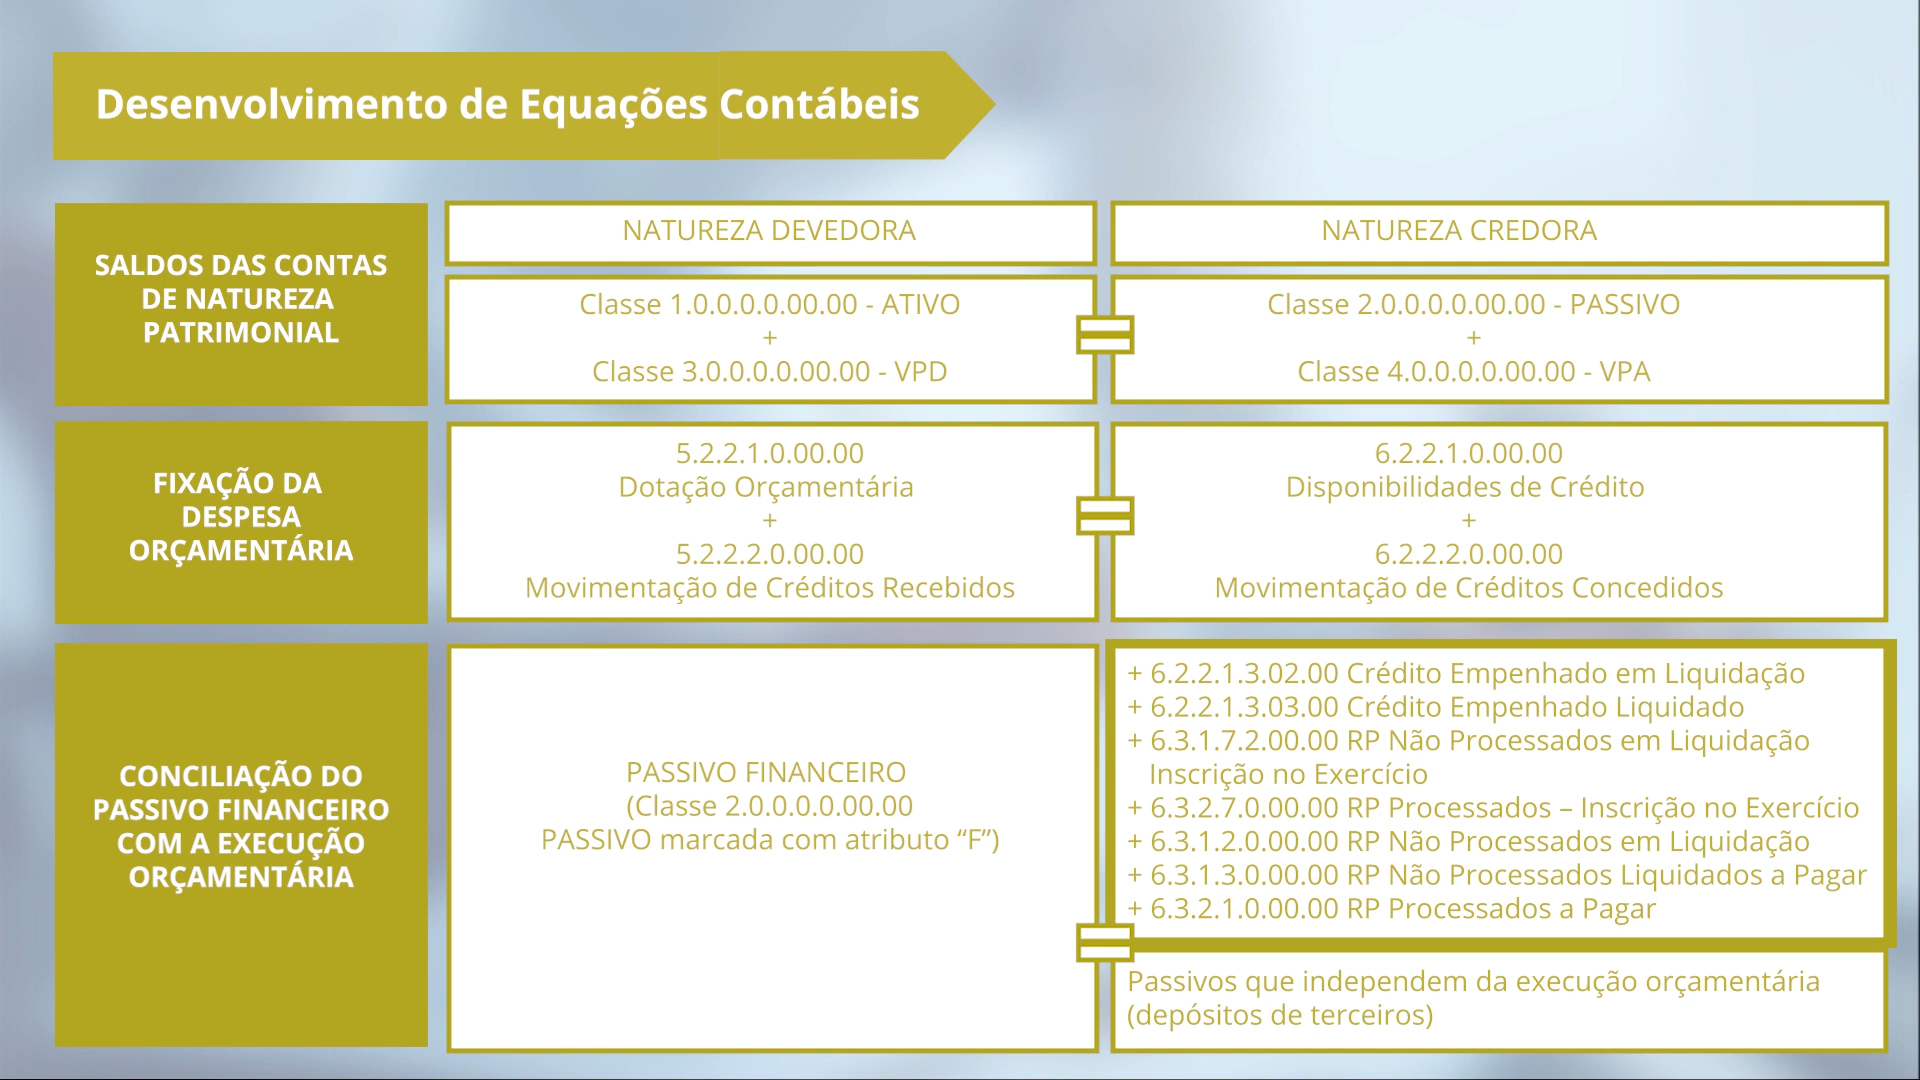 Desenvolvimento de Equações Contábeis
SALDOS DAS CONTAS
DE NATUREZA
PATRIMONIAL
NATUREZA DEVEDORA
NATUREZA CREDORA
Classe 1.0.0.0.0.00.00 - ATIVO
+
Classe 3.0.0.0.0.00.00 - VPD
=
Classe 2.0.0.0.0.00.00 - PASSIVO
+
Classe 4.0.0.0.0.00.00 - VPA
FIXAÇÃO DA
DESPESA
ORÇAMENTÁRIA
5.2.2.1.0.00.00
Dotação Orçamentária
+
5.2.2.2.0.00.00
Movimentação de Créditos Recebidos
=
6.2.2.1.0.00.00
Disponibilidades de Crédito
+
6.2.2.2.0.00.00
Movimentação de Créditos Concedidos
CONCILIAÇÃO DO
PASSIVO FINANCEIRO
COM A EXECUÇÃO
ORÇAMENTÁRIA
PASSIVO FINANCEIRO
(Classe 2.0.0.0.0.00.00
PASSIVO marcada com atributo “F”)
=
+ 6.2.2.1.3.02.00 Crédito Empenhado em Liquidação
+ 6.2.2.1.3.03.00 Crédito Empenhado Liquidado
+ 6.3.1.7.2.00.00 RP Não Processados em Liquidação
Inscrição no Exercício
+ 6.3.2.7.0.00.00 RP Processados – Inscrição no Exercício
+ 6.3.1.2.0.00.00 RP Não Processados em Liquidação
+ 6.3.1.3.0.00.00 RP Não Processados Liquidados a Pagar
+ 6.3.2.1.0.00.00 RP Processados a Pagar
Passivos que independem da execução orçamentária
(depósitos de terceiros)